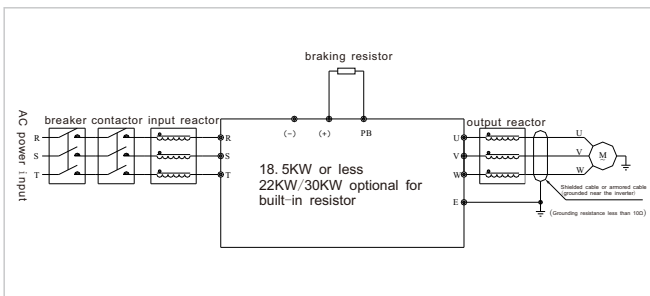 braking resistor
AC power input
breaker contactor input reactor
(-) (+) PB
output reactor
R R U U
S S V V M ~
T T W W
18. 5KW or less
22KW/30KW optional for
built-in resistor
E
Shielded cable or armored cable
(grounded near the inverter)
(Grounding resistance less than 10Ω)